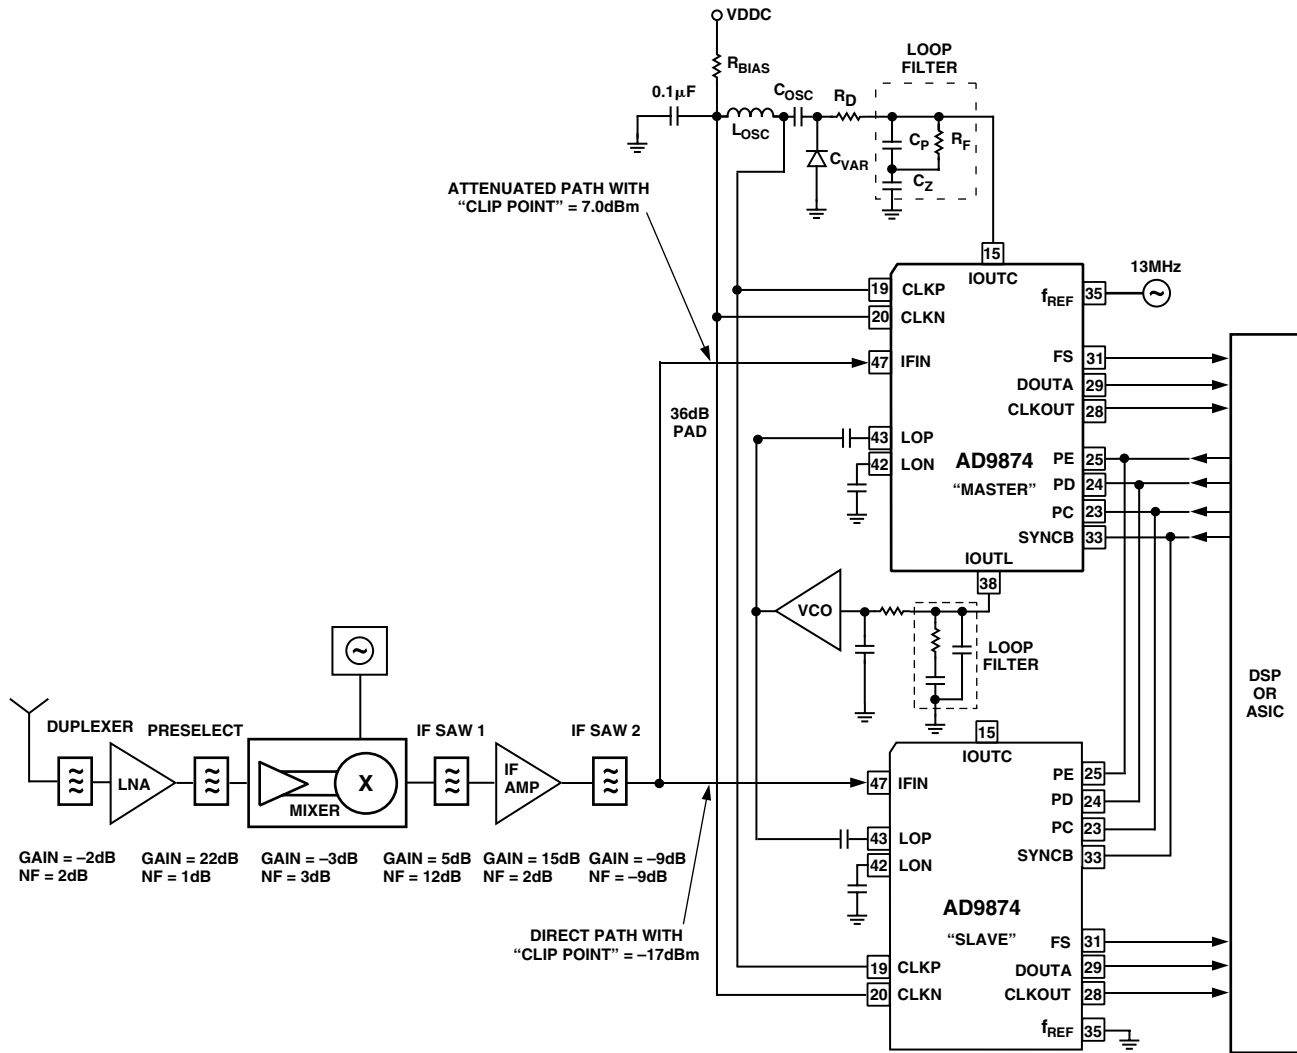 VDDC
RBIAS
0.1µF
LOSC
COSC
RD
CVAR
LOOP
FILTER
CP
RF
CZ
ATTENUATED PATH WITH
“CLIP POINT” = 7.0dBm
15
IOUTC
19 CLKP
20 CLKN
47 IFIN
43 LOP
42 LON
fREF 35
13MHz
FS 31
DOUTA 29
CLKOUT 28
PE 25
PD 24
PC 23
SYNCB 33
AD9874
“MASTER”
IOUTL
38
36dB
PAD
VCO
LOOP
FILTER
DSP
OR
ASIC
DUPLEXER
LNA
PRESELECT
MIXER
X
IF SAW 1
IF
AMP
IF SAW 2
GAIN = –2dB
NF = 2dB
GAIN = 22dB
NF = 1dB
GAIN = –3dB
NF = 3dB
GAIN = 5dB
NF = 12dB
GAIN = 15dB
NF = 2dB
GAIN = –9dB
NF = –9dB
DIRECT PATH WITH
“CLIP POINT” = –17dBm
15
IOUTC
47 IFIN
43 LOP
42 LON
PE 25
PD 24
PC 23
SYNCB 33
AD9874
“SLAVE”
19 CLKP
20 CLKN
FS 31
DOUTA 29
CLKOUT 28
fREF 35